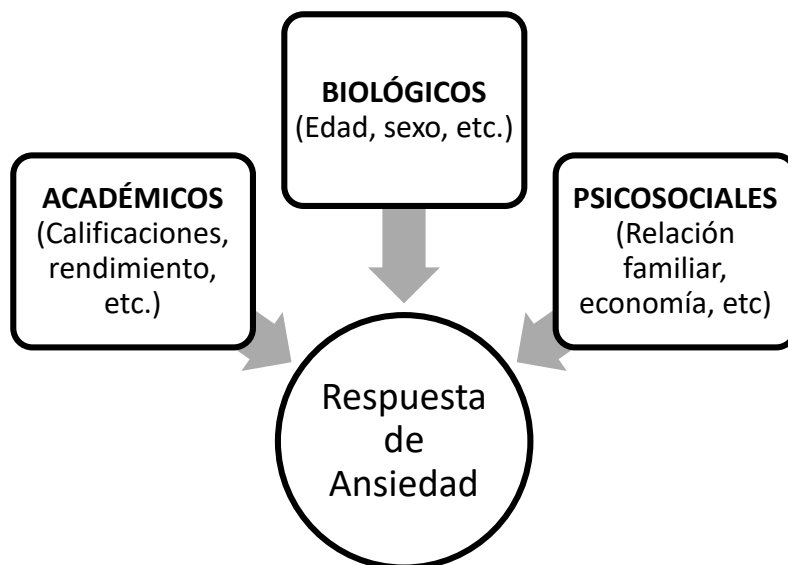 BIOLÓGICOS
(Edad, sexo, etc.)
ACADÉMICOS
(Calificaciones,
rendimiento,
etc.)
PSICOSOCIALES
(Relación
familiar,
economía, etc)
Respuesta
de
Ansiedad